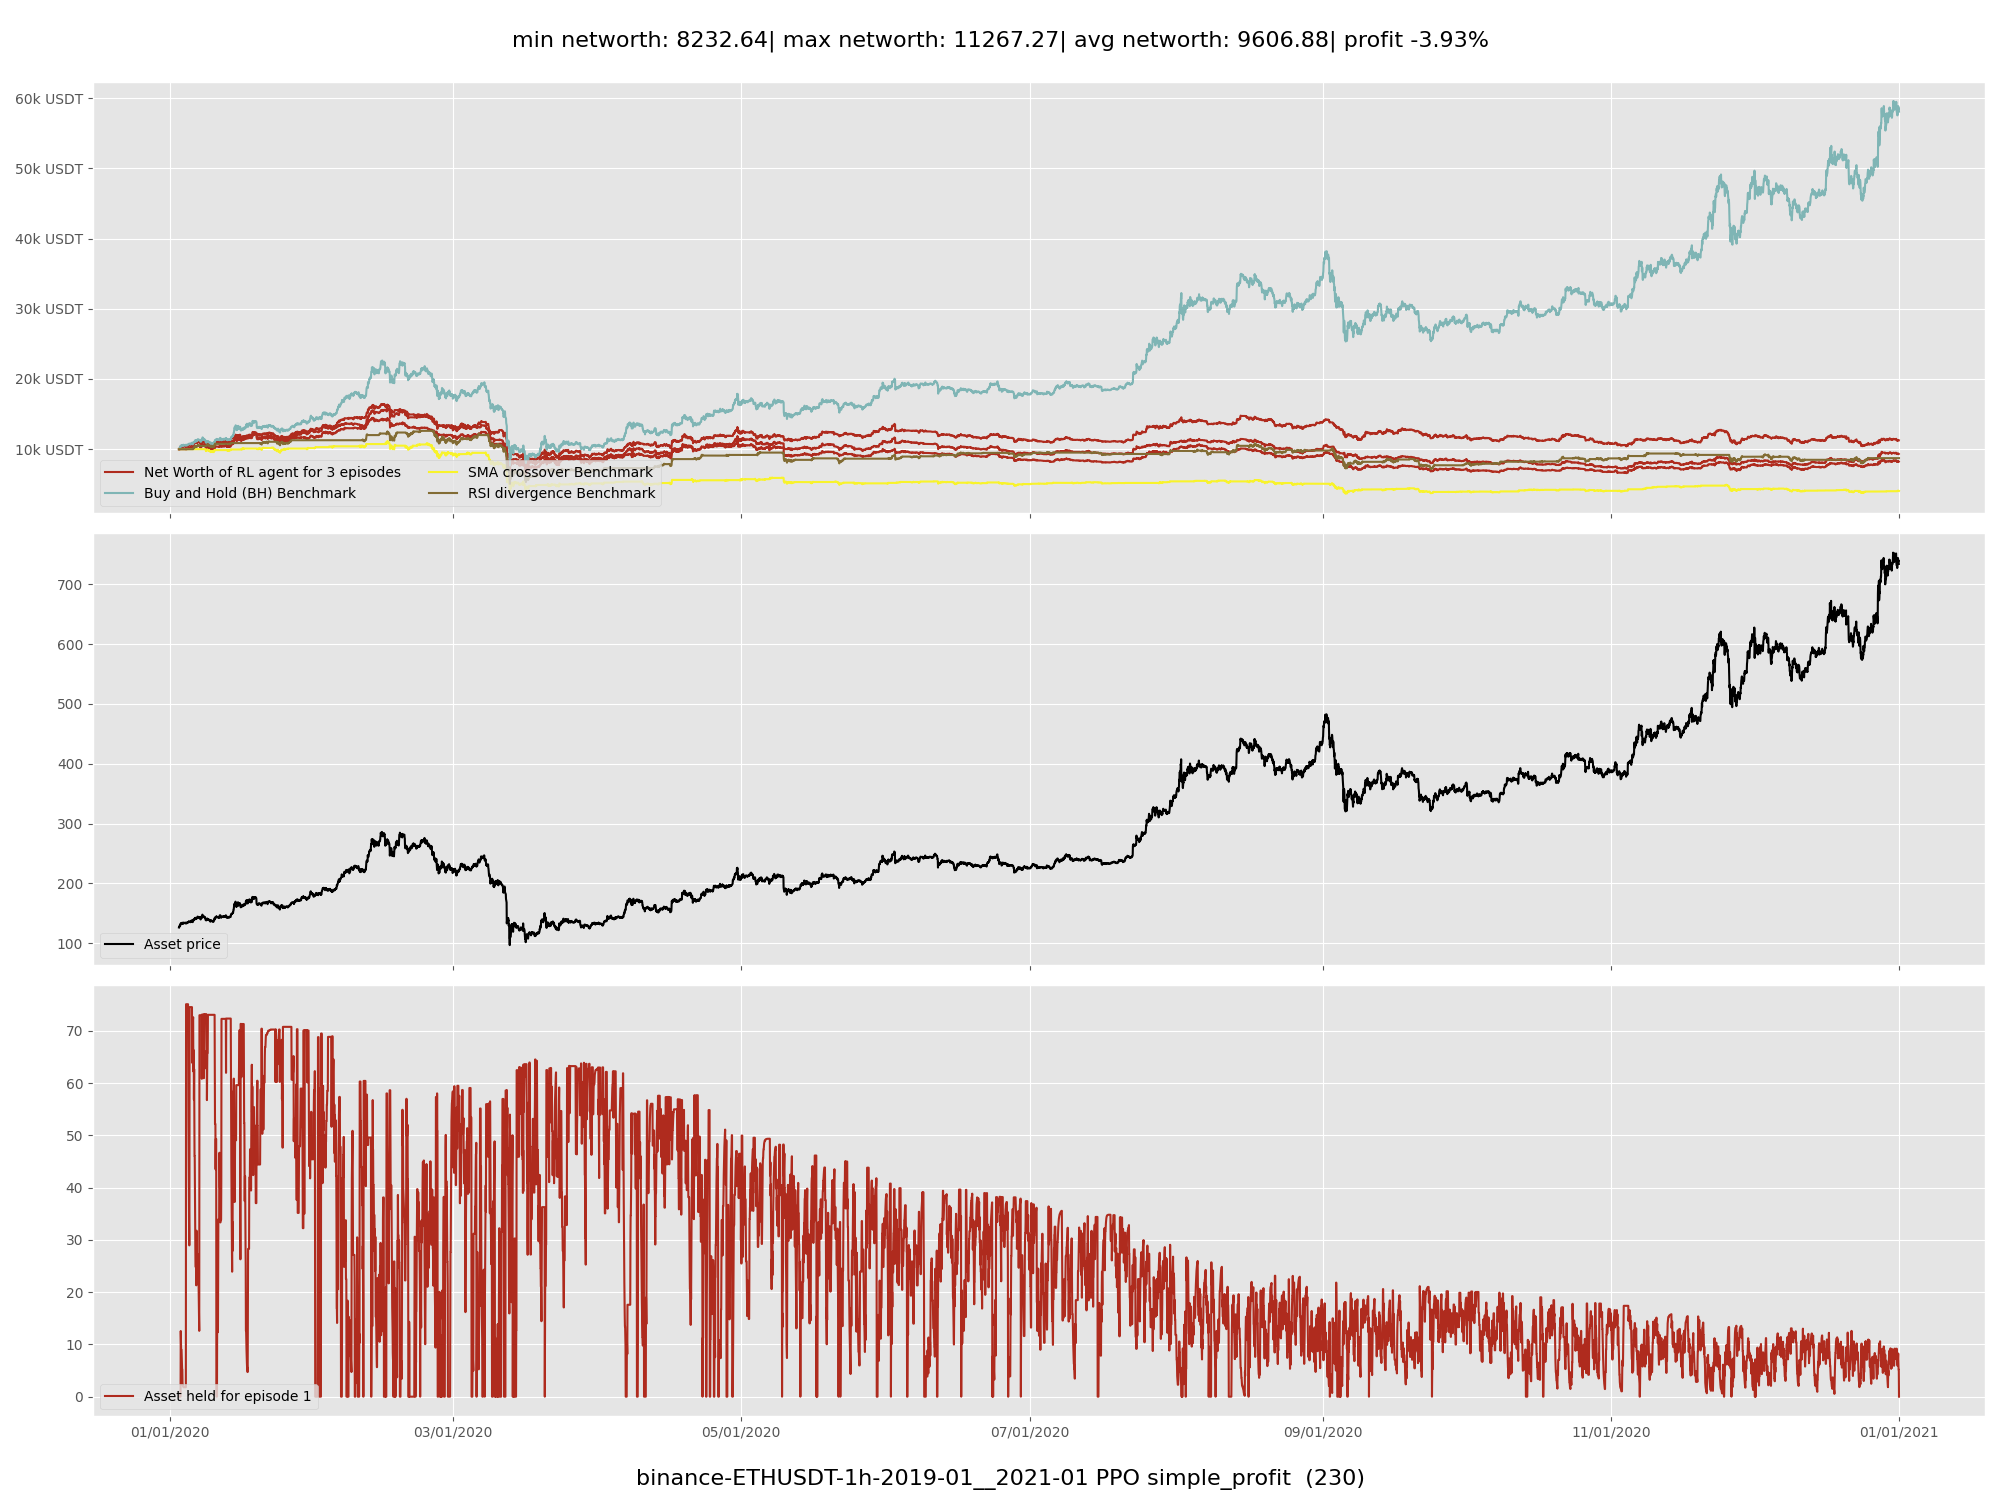 min networth: 8232.64| max networth: 11267.27| avg networth: 9606.88| profit -3.93%
60k USDT
50k USDT
40k USDT
30k USDT
20k USDT
10k USDT
Net Worth of RL agent for 3 episodes
Buy and Hold (BH) Benchmark
SMA crossover Benchmark
RSI divergence Benchmark
700
600
500
400
300
200
100
Asset price
70
60
50
40
30
20
10
0
Asset held for episode 1
01/01/2020 03/01/2020 05/01/2020 07/01/2020 09/01/2020 11/01/2020 01/01/2021
binance-ETHUSDT-1h-2019-01__2021-01 PPO simple_profit  (230)